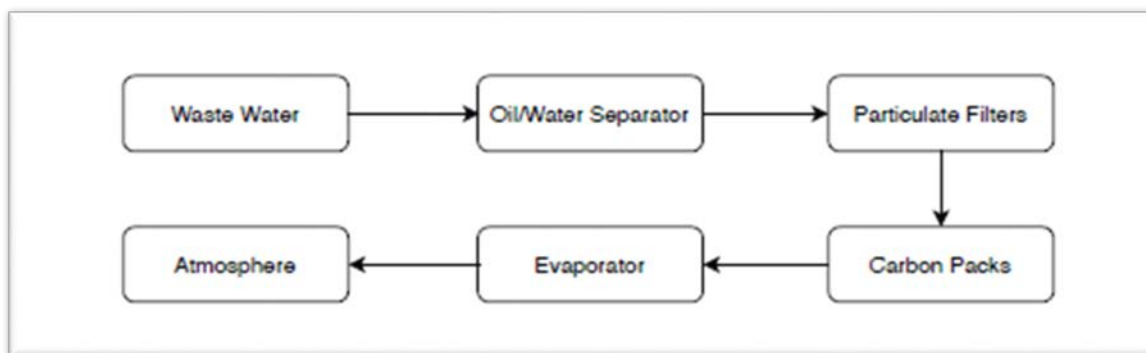 Waste Water
Oil/Water Separator
Particulate Filters
Carbon Packs
Evaporator
Atmosphere